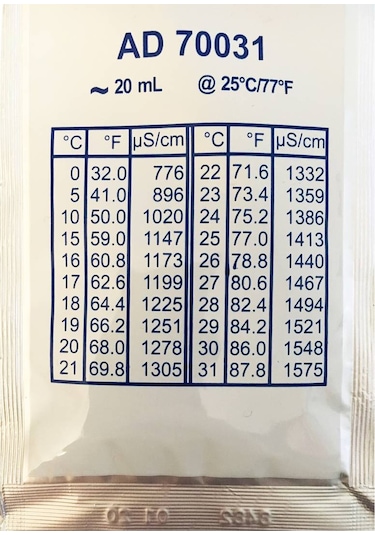 AD 70031
~ 20 mL @ 25°C/77°F
°C °F µS/cm °C °F µS/cm
0 32.0 776 22 71.6 1332
5 41.0 896 23 73.4 1359
10 50.0 1020 24 75.2 1386
15 59.0 1147 25 77.0 1413
16 60.8 1173 26 78.8 1440
17 62.6 1199 27 80.6 1467
18 64.4 1225 28 82.4 1494
19 66.2 1251 29 84.2 1521
20 68.0 1278 30 86.0 1548
21 69.8 1305 31 87.8 1575